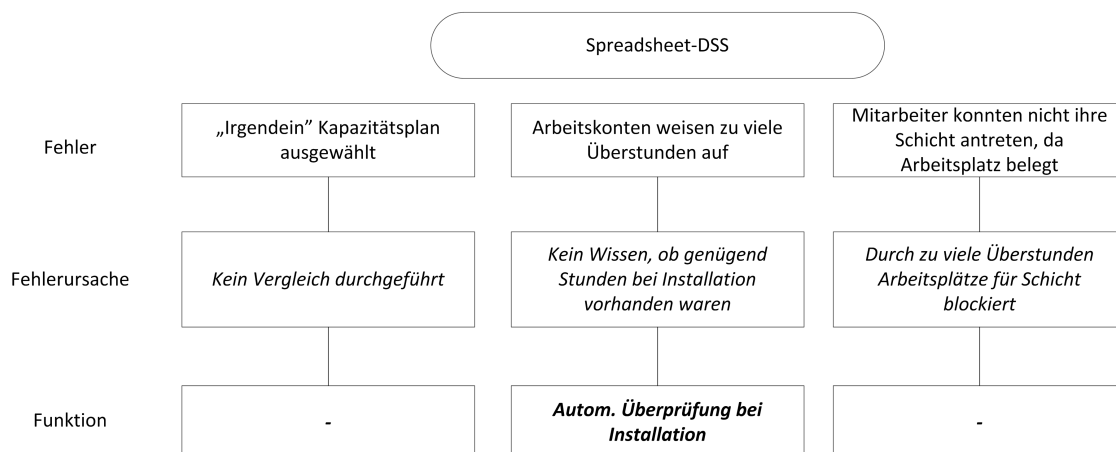 Spreadsheet-DSS
Fehler
„Irgendein” Kapazitätsplan
ausgewählt
Arbeitskonten weisen zu viele
Überstunden auf
Mitarbeiter konnten nicht ihre
Schicht antreten, da
Arbeitsplatz belegt
Fehlerursache
Kein Vergleich durchgeführt
Kein Wissen, ob genügend
Stunden bei Installation
vorhanden waren
Durch zu viele Überstunden
Arbeitsplätze für Schicht
blockiert
Funktion
-
Autom. Überprüfung bei
Installation
-